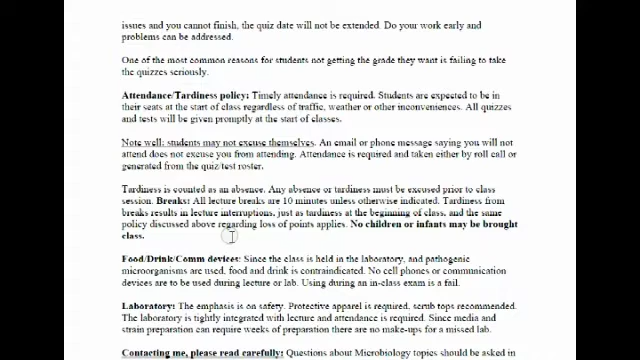 issues and you cannot finish, the quiz date will not be extended. Do your work early and
problems can be addressed.
One of the most common reasons for students not getting the grade they want is failing to take
the quizzes seriously.
Attendance/Tardiness policy: Timely attendance is required. Students are expected to be in
their seats at the start of class regardless of traffic, weather or other inconveniences. All quizzes
and tests will be given promptly at the start of classes.
Note well: students may not excuse themselves. An email or phone message saying you will not
attend does not excuse you from attending. Attendance is required and taken either by roll call or
generated from the quiz/test roster.
Tardiness is counted as an absence. Any absence or tardiness must be excused prior to class
session. Breaks: All lecture breaks are 10 minutes unless otherwise indicated. Tardiness from
breaks results in lecture interruptions, just as tardiness at the beginning of class, and the same
policy discussed above regarding loss of points applies. No children or infants may be brought
class.
Food/Drink/Comm devices: Since the class is held in the laboratory, and pathogenic
microorganisms are used, food and drink is contraindicated. No cell phones or communication
devices are to be used during lecture or lab. Using during an in-class exam is a fail.
Laboratory: The emphasis is on safety. Protective apparel is required, scrub tops recommended.
The laboratory is tightly integrated with lecture and attendance is required. Since media and
strain preparation can require weeks of preparation there are no make-ups for a missed lab.
Contacting me, please read carefully: Questions about Microbiology topics should be asked in